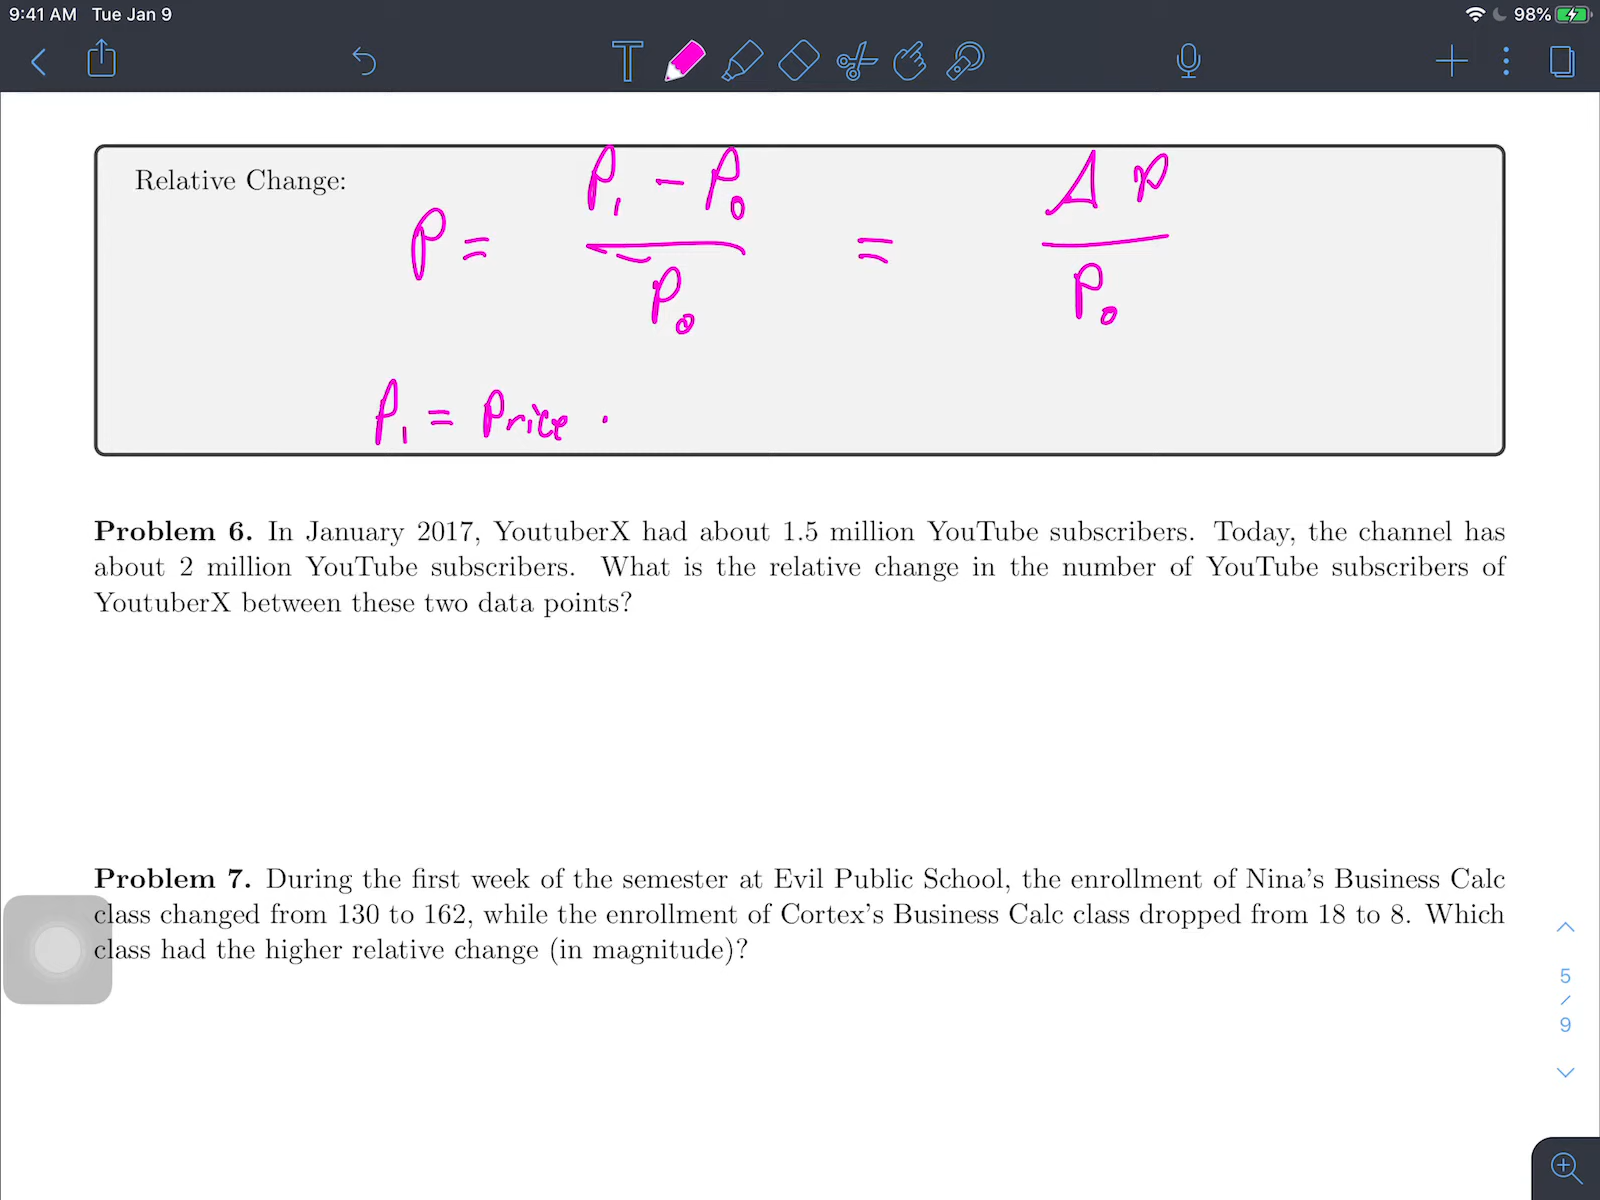 9:41 AM Tue Jan 9 98%
Relative Change:
P = P₁ - P₀ / P₀ = Δ P / P₀
P₁ = Price .
Problem 6. In January 2017, YoutuberX had about 1.5 million YouTube subscribers. Today, the channel has
about 2 million YouTube subscribers. What is the relative change in the number of YouTube subscribers of
YoutuberX between these two data points?
Problem 7. During the first week of the semester at Evil Public School, the enrollment of Nina's Business Calc
class changed from 130 to 162, while the enrollment of Cortex's Business Calc class dropped from 18 to 8. Which
class had the higher relative change (in magnitude)?
5
/
9